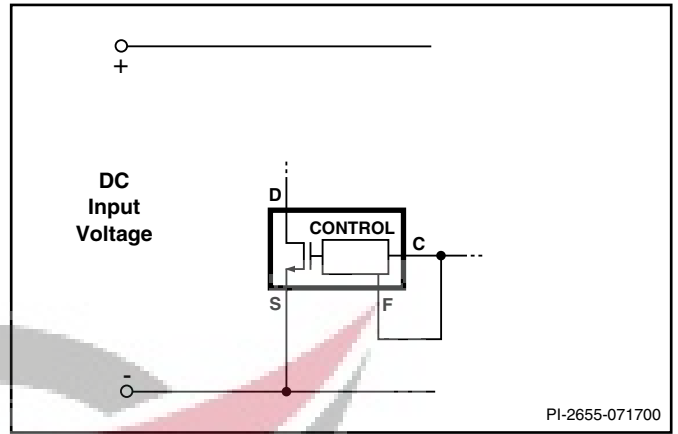 +
DC
Input
Voltage
D
CONTROL
C
S
F
-
PI-2655-071700